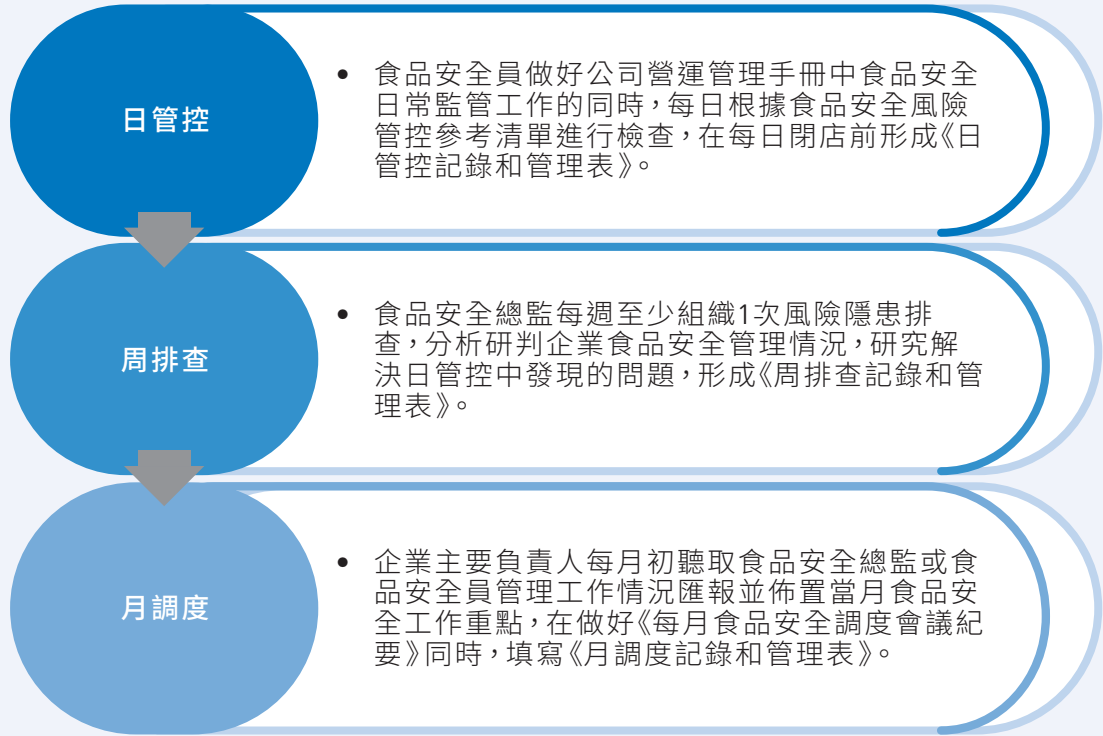 日管控
• 食品安全員做好公司營運管理手冊中食品安全
日常監管工作的同時，每日根據食品安全風險
管控參考清單進行檢查，在每日閉店前形成《日
管控記錄和管理表》。
周排查
• 食品安全總監每週至少組織1次風險隱患排
查，分析研判企業食品安全管理情況，研究解
決日管控中發現的問題，形成《周排查記錄和管
理表》。
月調度
• 企業主要負責人每月初聽取食品安全總監或食
品安全員管理工作情況匯報並佈置當月食品安
全工作重點，在做好《每月食品安全調度會議紀
要》同時，填寫《月調度記錄和管理表》。